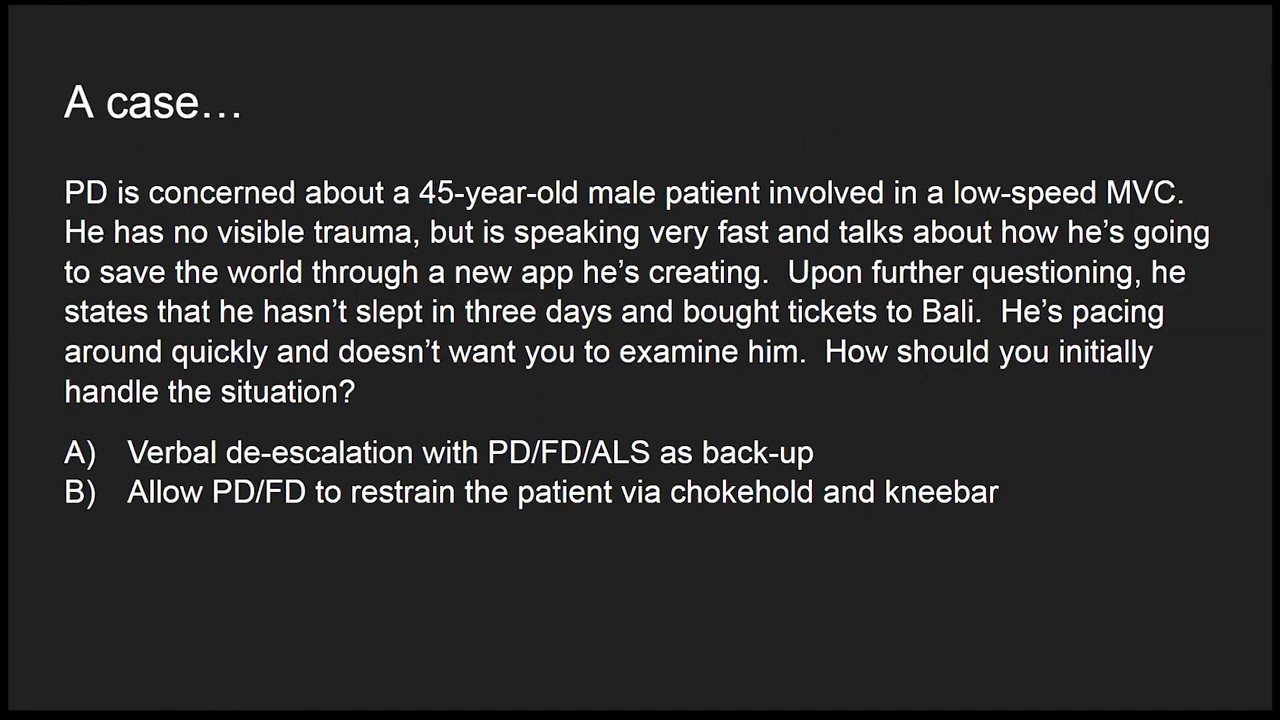 A case…
PD is concerned about a 45-year-old male patient involved in a low-speed MVC.
He has no visible trauma, but is speaking very fast and talks about how he’s going
to save the world through a new app he’s creating.  Upon further questioning, he
states that he hasn’t slept in three days and bought tickets to Bali.  He’s pacing
around quickly and doesn’t want you to examine him.  How should you initially
handle the situation?
A) Verbal de-escalation with PD/FD/ALS as back-up
B) Allow PD/FD to restrain the patient via chokehold and kneebar